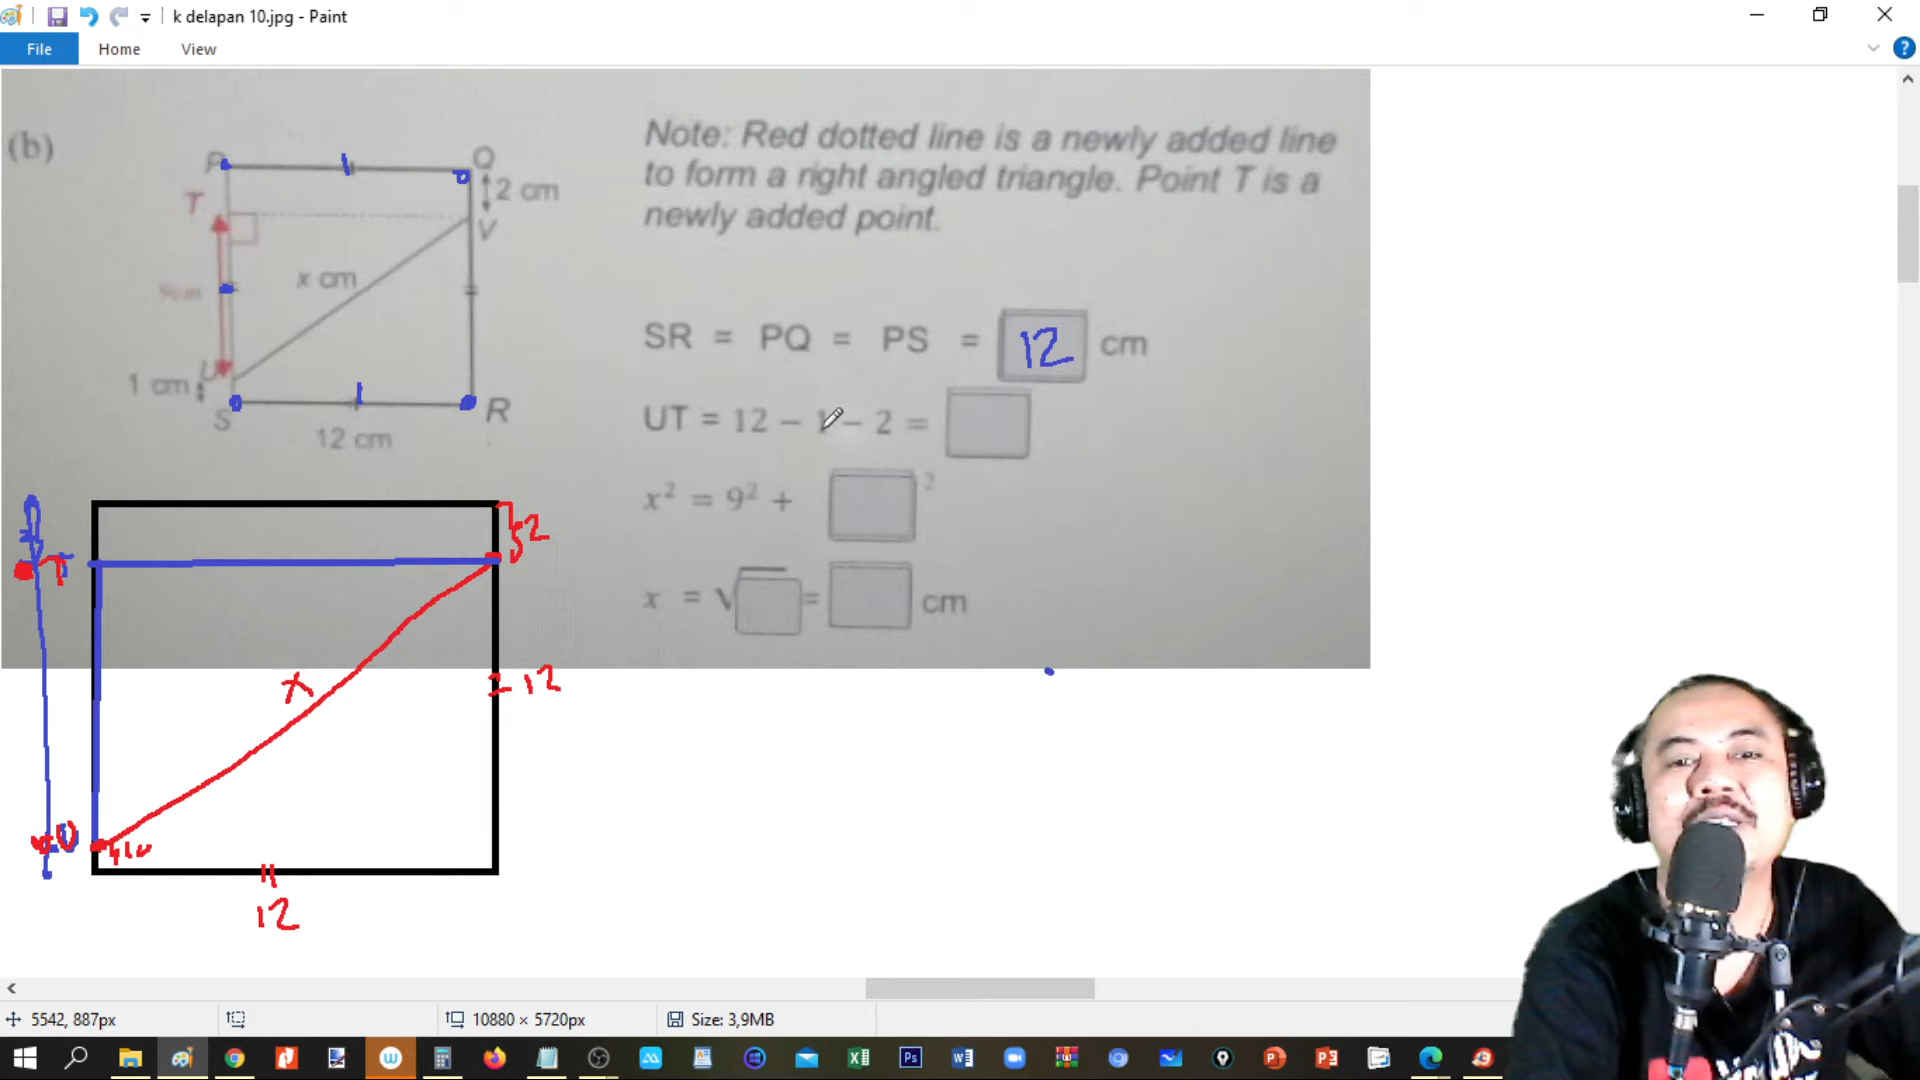 k delapan 10.jpg - Paint
File Home View
(b)
P
Q
2 cm
T
V
x cm
9cm
U
1 cm
S
R
12 cm
Note: Red dotted line is a newly added line
to form a right angled triangle. Point T is a
newly added point.
SR = PQ = PS = 12 cm
UT = 12 - 1 - 2 =
x² = 9² + ²
x = √ = cm
2
T
x
12
U
12
5542, 887px
10880 × 5720px
Size: 3,9MB